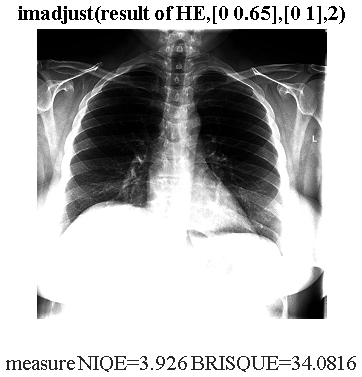 imadjust(result of HE,[0 0.65],[0 1],2)
L
measure NIQE=3.926 BRISQUE=34.0816